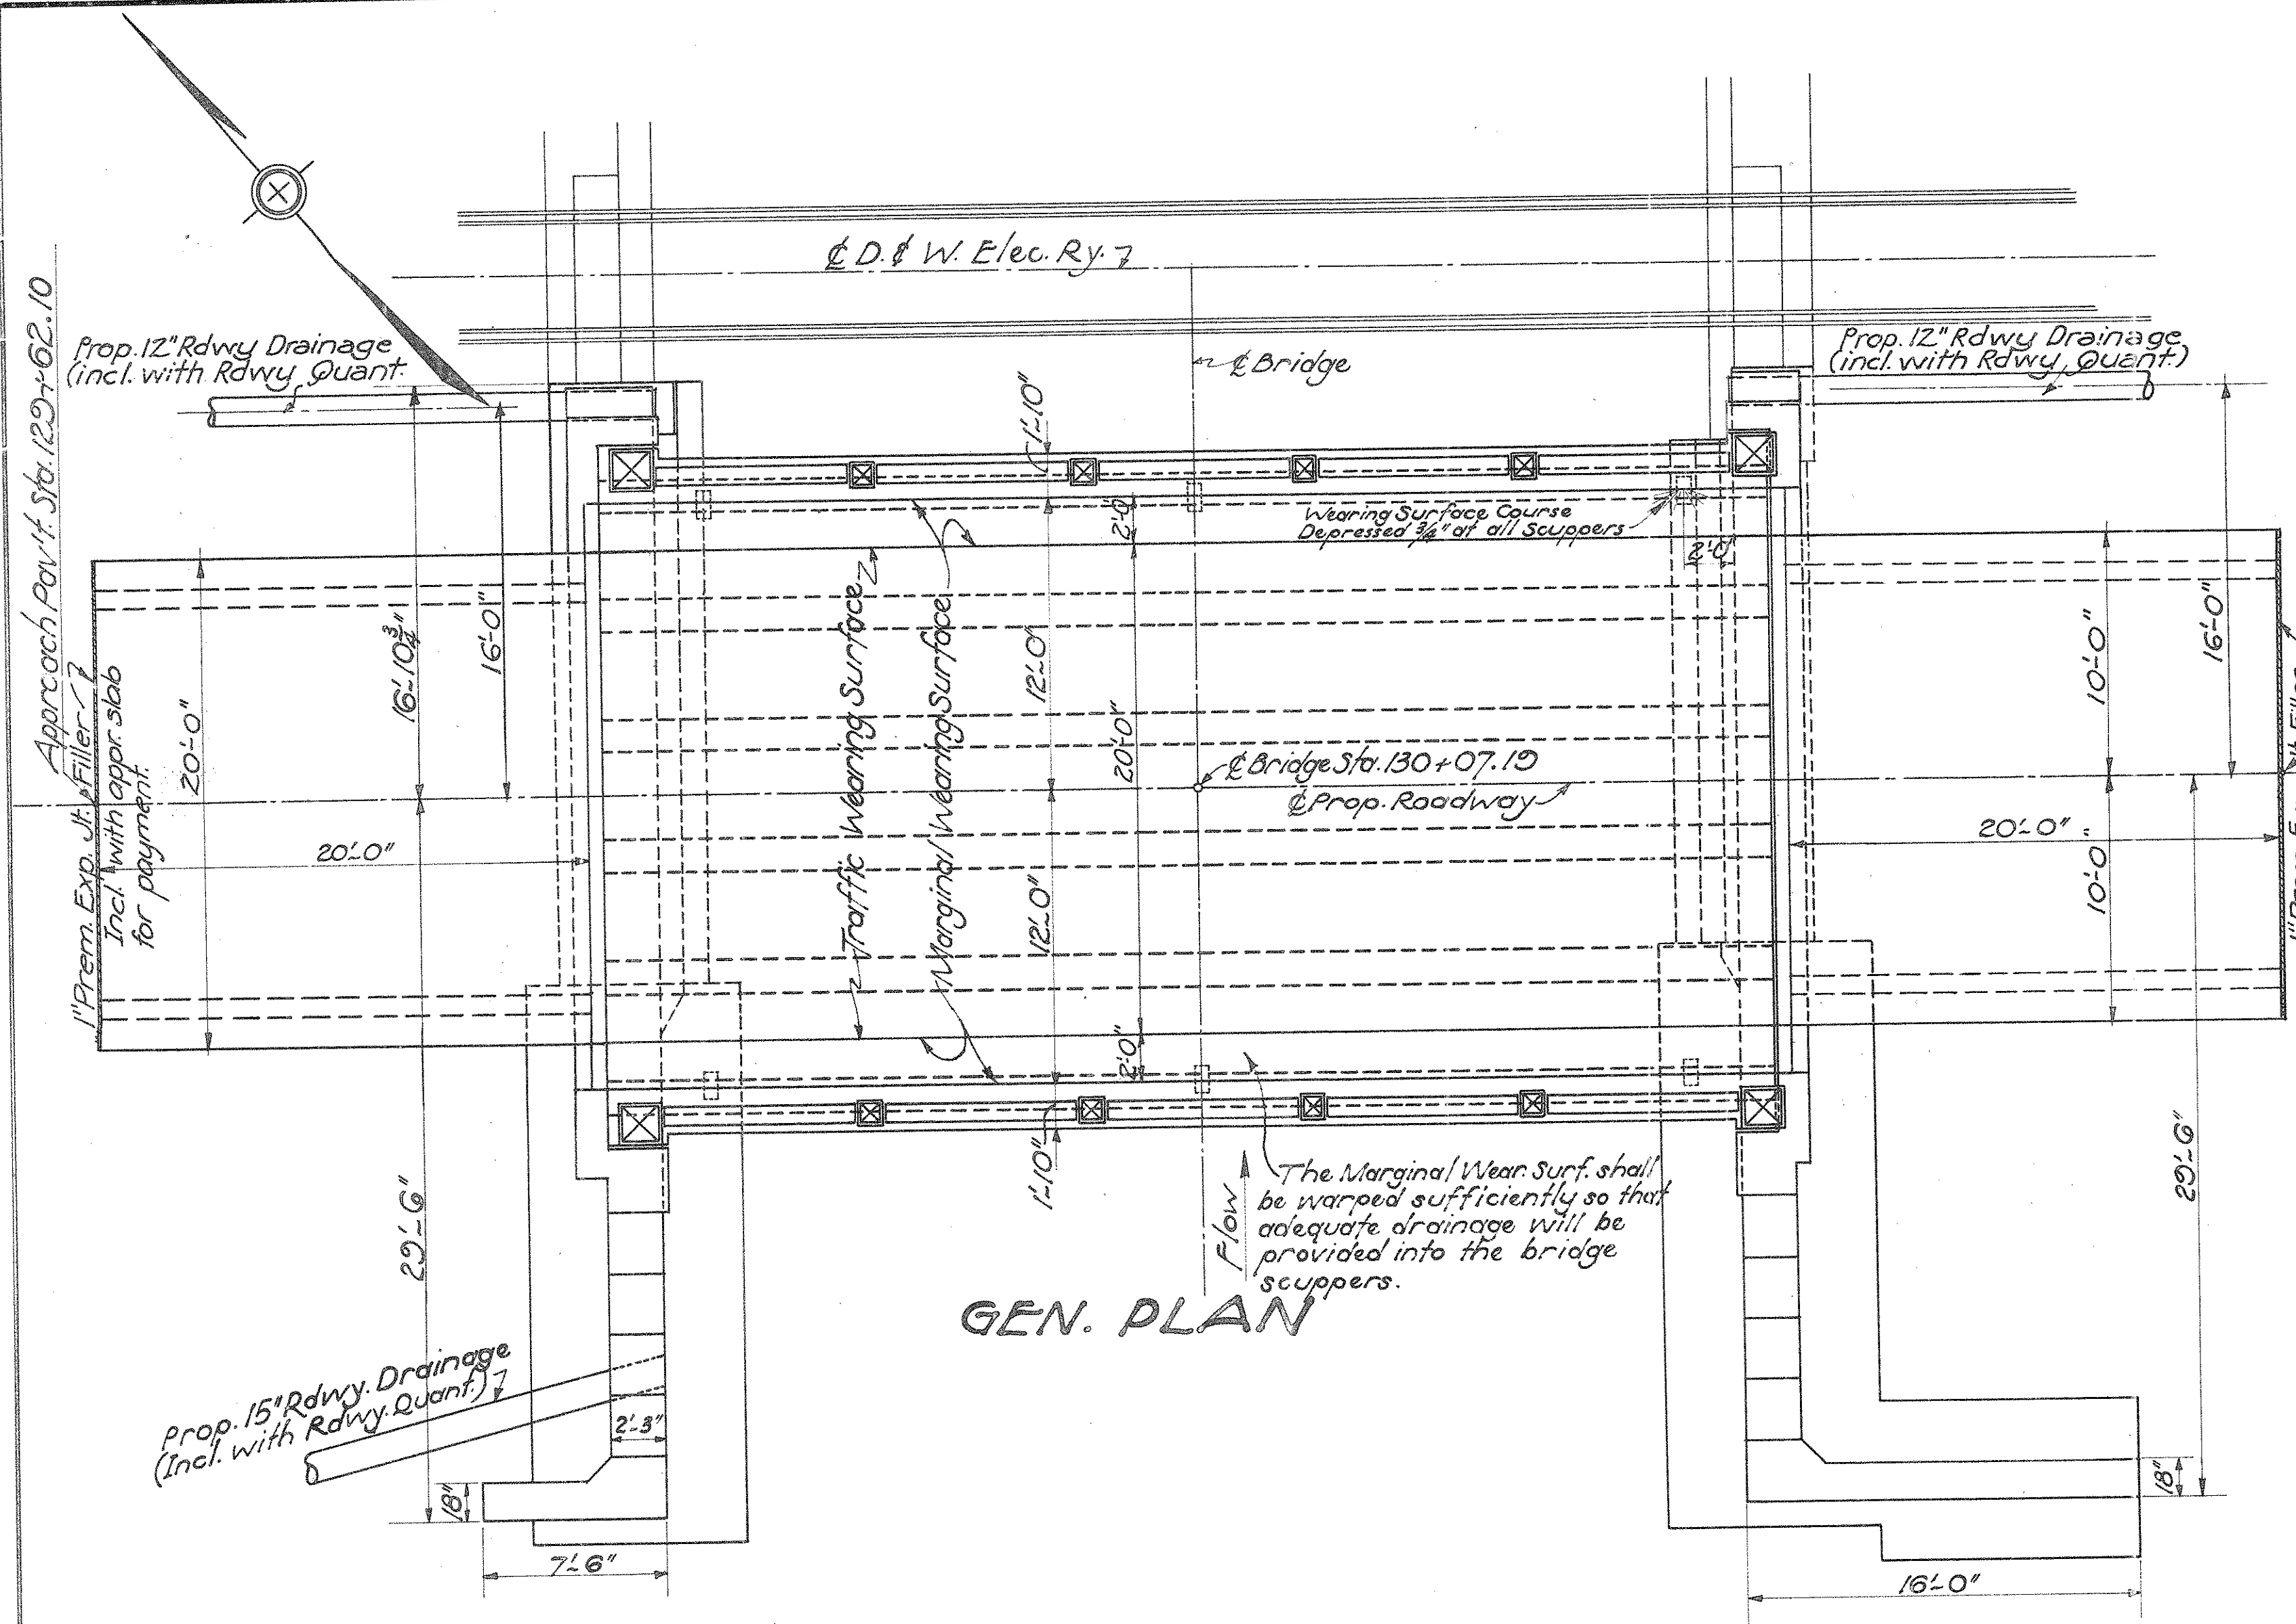 ℄ D. & W. Elec. Ry.
Approach Pav't. Sta. 129+62.10
Prop. 12" Rdwy Drainage
(incl. with Rdwy Quant.
℄ Bridge
Prop. 12" Rdwy Drainage
(incl. with Rdwy. Quant.)
1'-10"
2'-0"
Wearing Surface Course
Depressed 3/4" at all Scuppers
2'-0"
1" Prem. Exp. Jt. Filler
Incl. with appr. slab
for payment.
20'-0"
16'-10 3/4"
16'-0"
Traffic Wearing Surface
Marginal Wearing Surface
12'-0"
20'-0"
10'-0"
16'-0"
℄ Bridge Sta. 130+07.19
℄ Prop. Roadway
20'-0"
20'-0"
12'-0"
10'-0"
2'-0"
1'-10"
29'-6"
29'-6"
Flow
The Marginal Wear. Surf. shall
be warped sufficiently so that
adequate drainage will be
provided into the bridge
scuppers.
GEN. PLAN
Prop. 15" Rdwy. Drainage
(Incl. with Rdwy. Quant.)
2'-3"
18"
18"
7'-6"
16'-0"